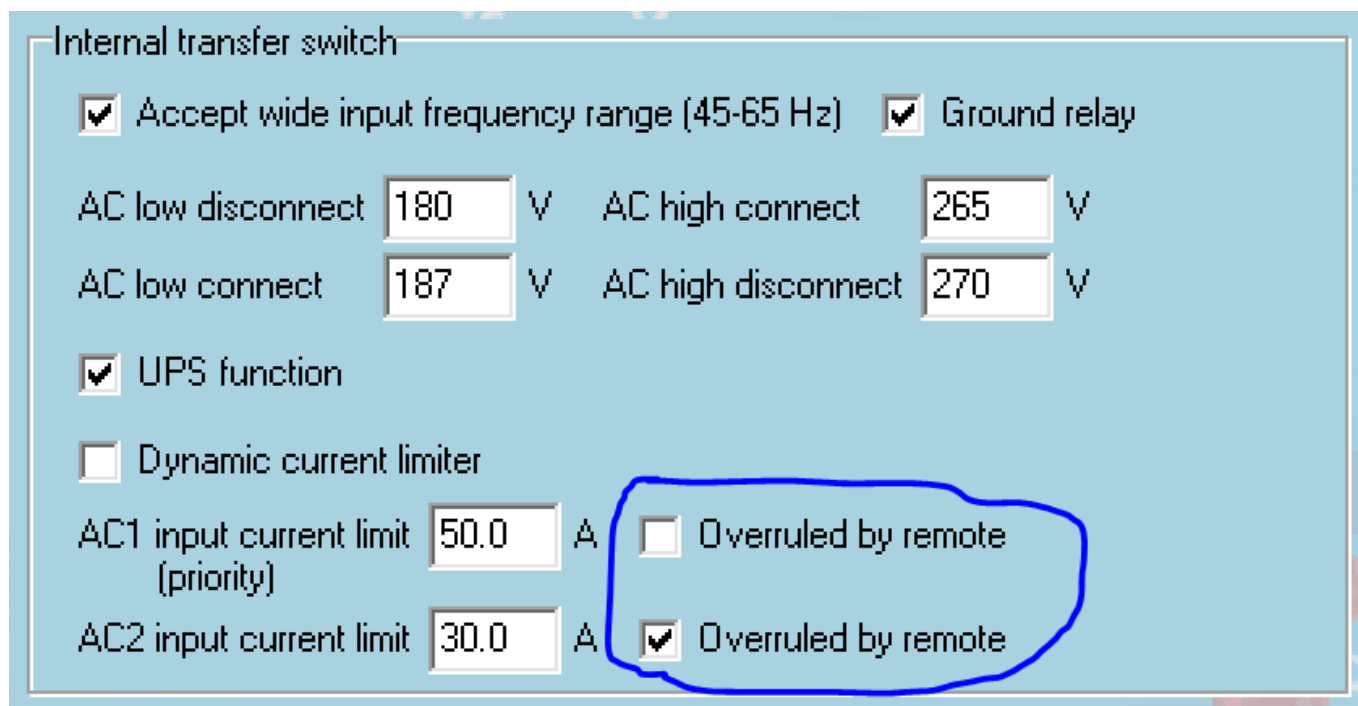 Internal transfer switch
Accept wide input frequency range (45-65 Hz) Ground relay
AC low disconnect 180 V AC high connect 265 V
AC low connect 187 V AC high disconnect 270 V
UPS function
Dynamic current limiter
AC1 input current limit 50.0 A Overruled by remote
(priority)
AC2 input current limit 30.0 A Overruled by remote